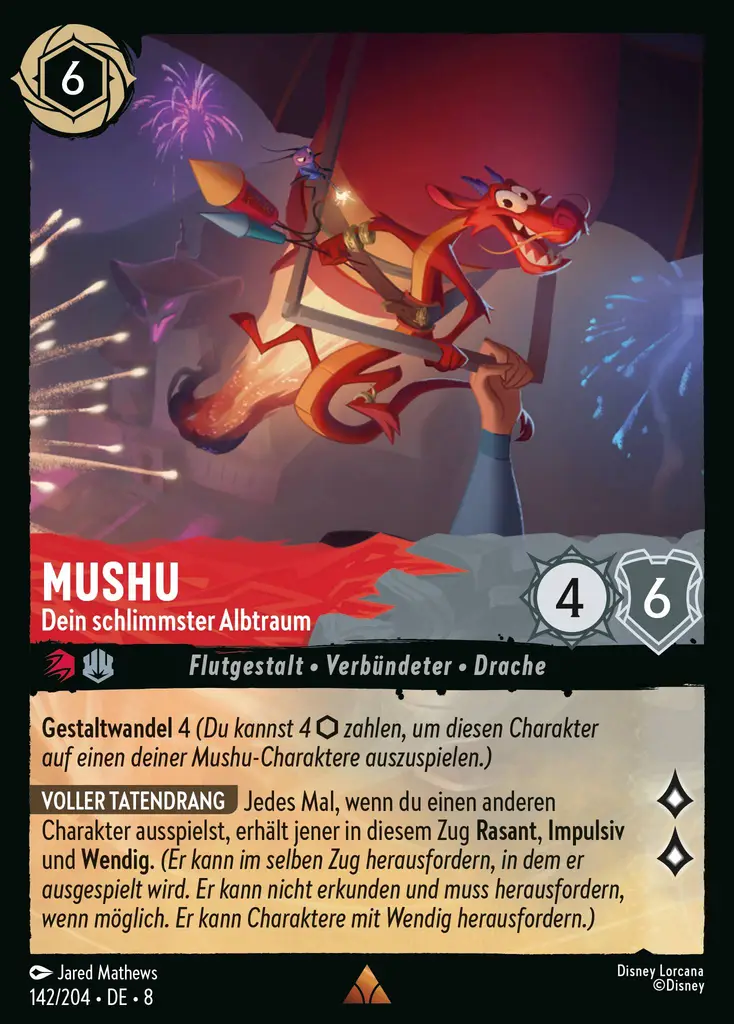 6
MUSHU
Dein schlimmster Albtraum
4
6
Flutgestalt • Verbündeter • Drache
Gestaltwandel 4 (Du kannst 4 ⬡ zahlen, um diesen Charakter
auf einen deiner Mushu-Charaktere auszuspielen.)
VOLLER TATENDRANG Jedes Mal, wenn du einen anderen
Charakter ausspielst, erhält jener in diesem Zug Rasant, Impulsiv
und Wendig. (Er kann im selben Zug herausfordern, in dem er
ausgespielt wird. Er kann nicht erkunden und muss herausfordern,
wenn möglich. Er kann Charaktere mit Wendig herausfordern.)
Jared Mathews
142/204 • DE • 8
Disney Lorcana
©Disney